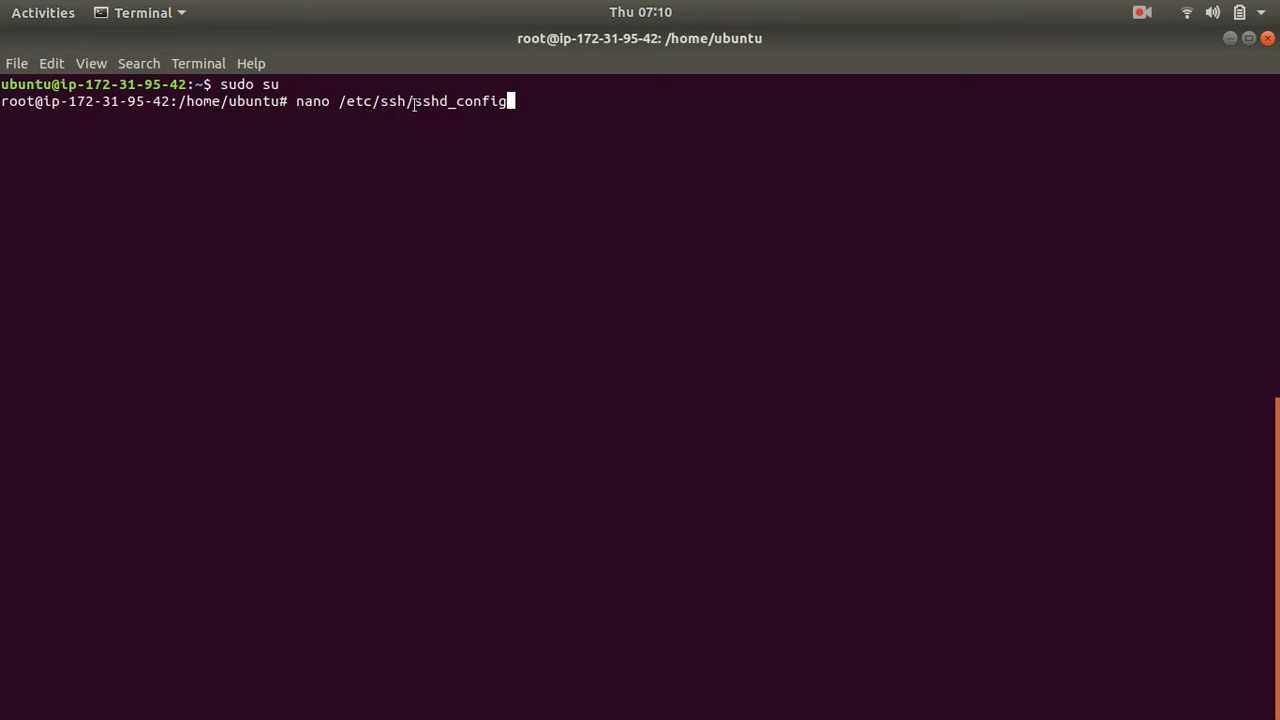 Activities Terminal Thu 07:10
root@ip-172-31-95-42: /home/ubuntu
File Edit View Search Terminal Help
ubuntu@ip-172-31-95-42:~$ sudo su
root@ip-172-31-95-42:/home/ubuntu# nano /etc/ssh/sshd_config